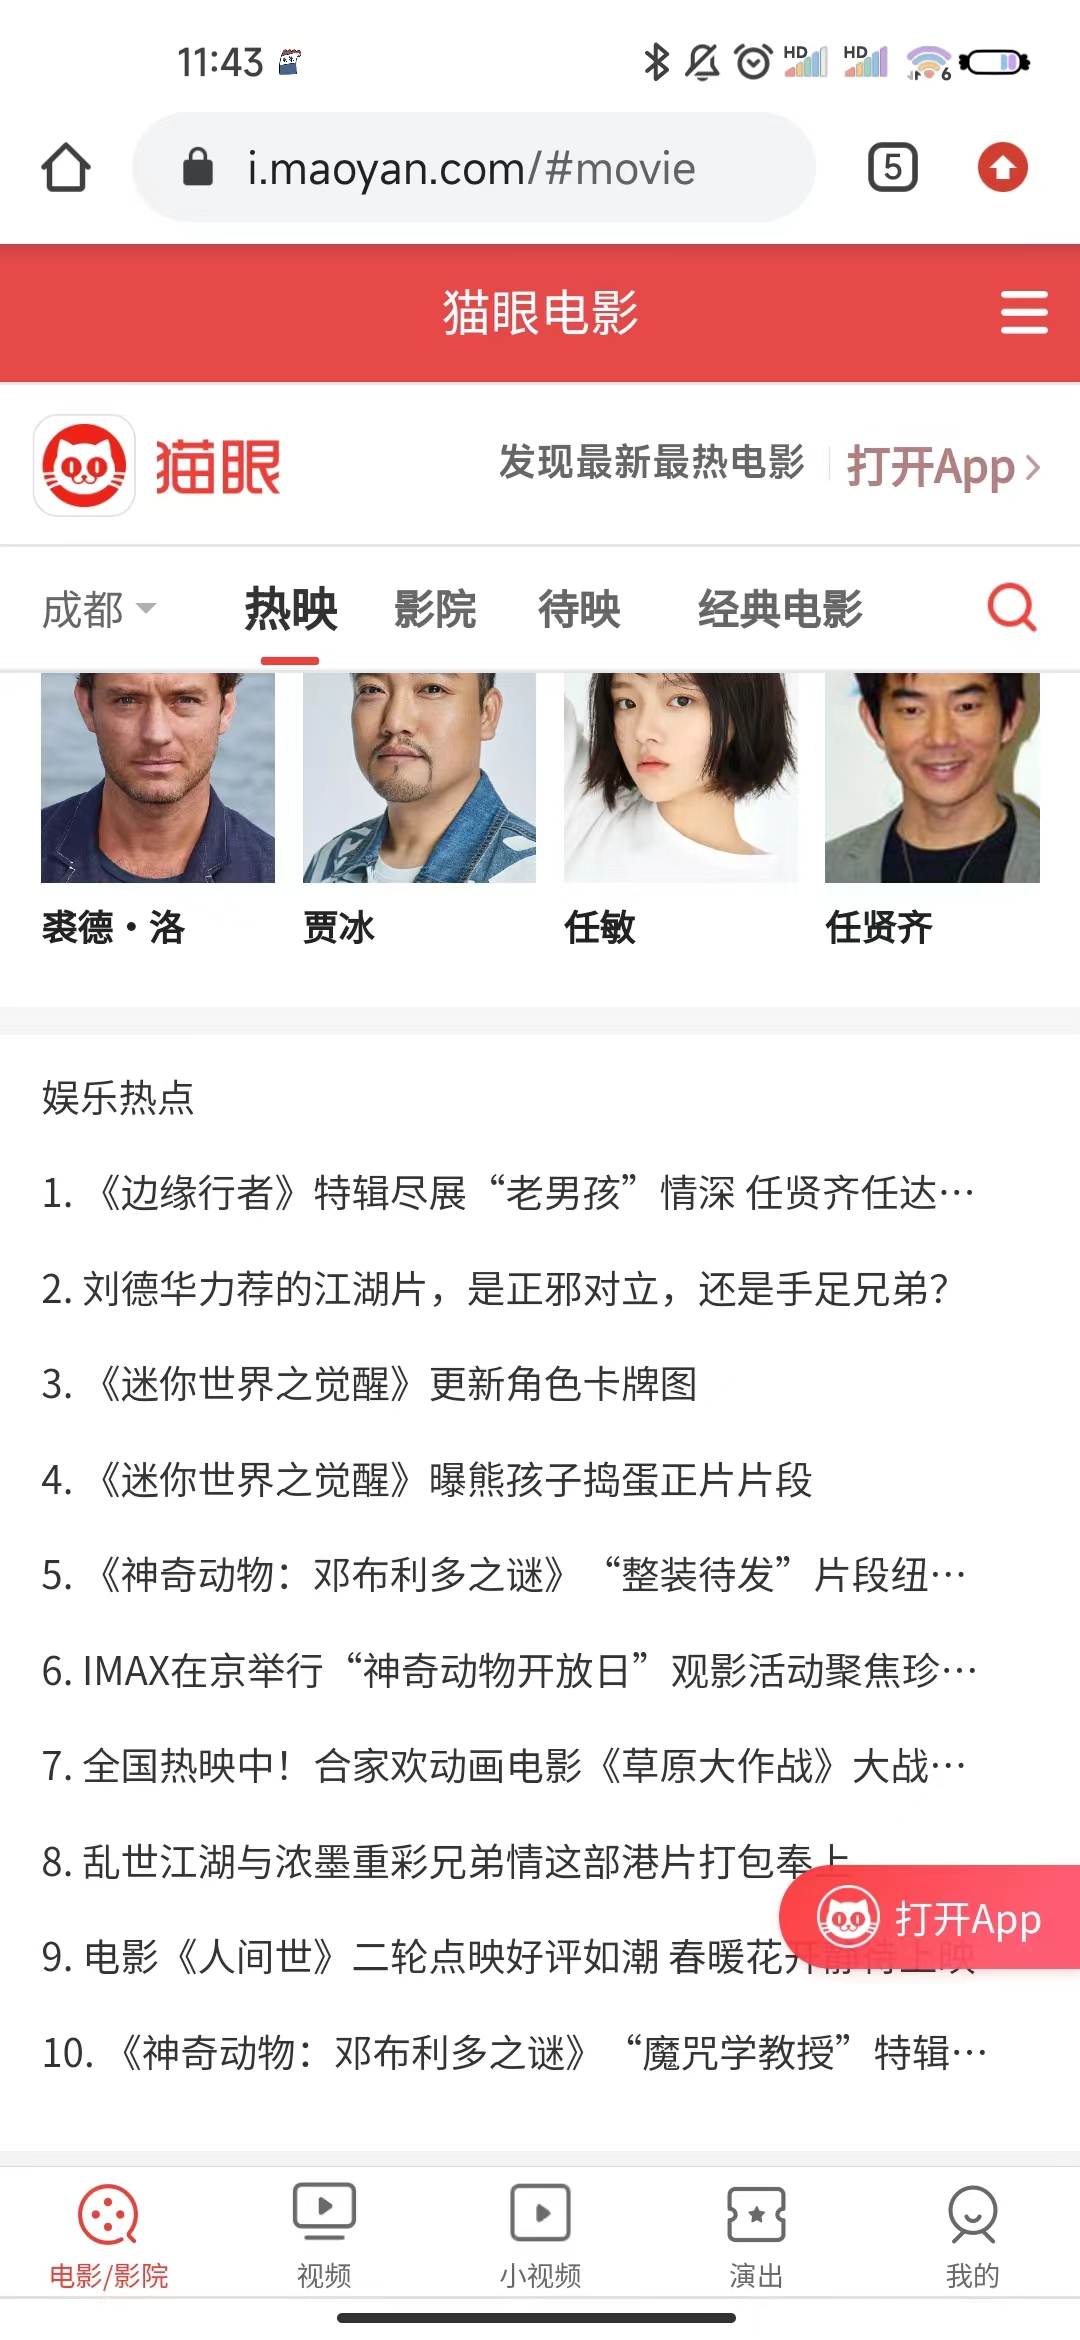 11:43
HD HD 6
i.maoyan.com/#movie
5
猫眼电影
猫眼 发现最新最热电影 打开App
成都 热映 影院 待映 经典电影
裘德·洛 贾冰 任敏 任贤齐
娱乐热点
1. 《边缘行者》特辑尽展“老男孩”情深 任贤齐任达…
2. 刘德华力荐的江湖片，是正邪对立，还是手足兄弟？
3. 《迷你世界之觉醒》更新角色卡牌图
4. 《迷你世界之觉醒》曝熊孩子捣蛋正片片段
5. 《神奇动物：邓布利多之谜》“整装待发”片段纽…
6. IMAX在京举行“神奇动物开放日”观影活动聚焦珍…
7. 全国热映中！合家欢动画电影《草原大作战》大战…
8. 乱世江湖与浓墨重彩兄弟情这部港片打包奉上
打开App
9. 电影《人间世》二轮点映好评如潮 春暖花开静待上映
10. 《神奇动物：邓布利多之谜》“魔咒学教授”特辑…
电影/影院 视频 小视频 演出 我的